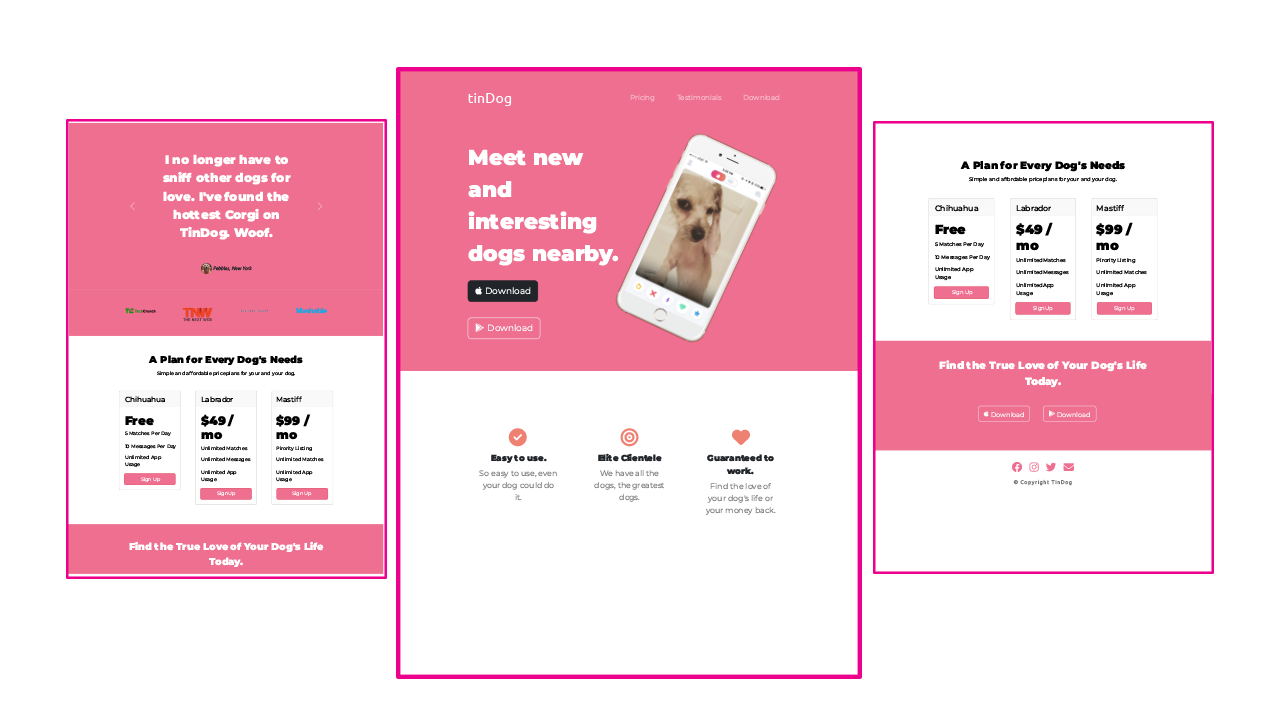 I no longer have to
sniff other dogs for
love. I've found the
hottest Corgi on
TinDog. Woof.
Pebbles, New York
TC TechCrunch
TNW
THE NEXT WEB
Mashable
A Plan for Every Dog's Needs
Simple and affordable price plans for your and your dog.
Chihuahua
Free
5 Matches Per Day
10 Messages Per Day
Unlimited App
Usage
Sign Up
Labrador
$49 /
mo
Unlimited Matches
Unlimited Messages
Unlimited App
Usage
Sign Up
Mastiff
$99 /
mo
Pirority Listing
Unlimited Matches
Unlimited App
Usage
Sign Up
Find the True Love of Your Dog's Life
Today.
tinDog
Pricing Testimonials Download
Meet new
and
interesting
dogs nearby.
Download
Download
Easy to use.
So easy to use, even
your dog could do
it.
Elite Clientele
We have all the
dogs, the greatest
dogs.
Guaranteed to
work.
Find the love of
your dog's life or
your money back.
A Plan for Every Dog's Needs
Simple and affordable price plans for your and your dog.
Chihuahua
Free
5 Matches Per Day
10 Messages Per Day
Unlimited App
Usage
Sign Up
Labrador
$49 /
mo
Unlimited Matches
Unlimited Messages
Unlimited App
Usage
Sign Up
Mastiff
$99 /
mo
Pirority Listing
Unlimited Matches
Unlimited App
Usage
Sign Up
Find the True Love of Your Dog's Life
Today.
Download Download
© Copyright TinDog